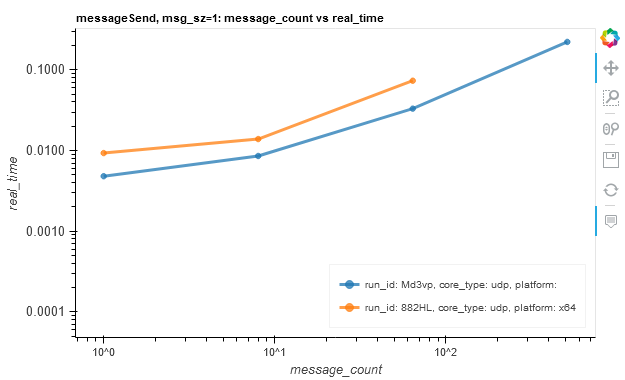 messageSend, msg_sz=1: message_count vs real_time
0.1000
0.0100
0.0010
0.0001
real_time
run_id: Md3vp, core_type: udp, platform:
run_id: 882HL, core_type: udp, platform: x64
10^0
10^1
10^2
message_count